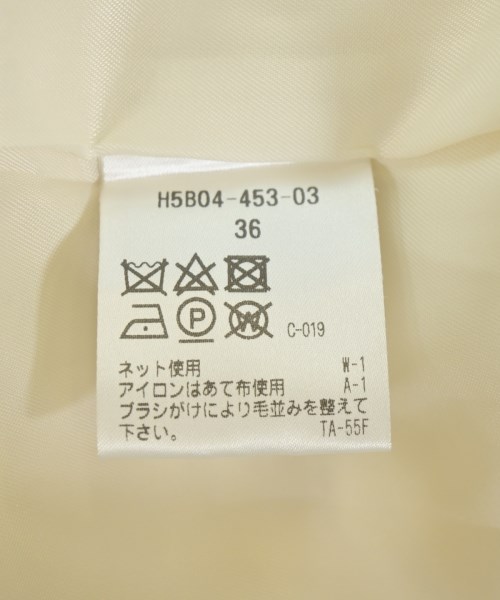 H5B04-453-03
36
P W C-019
ネット使用 W-1
アイロンはあて布使用 A-1
ブラシがけにより毛並みを整えて
下さい。 TA-55F